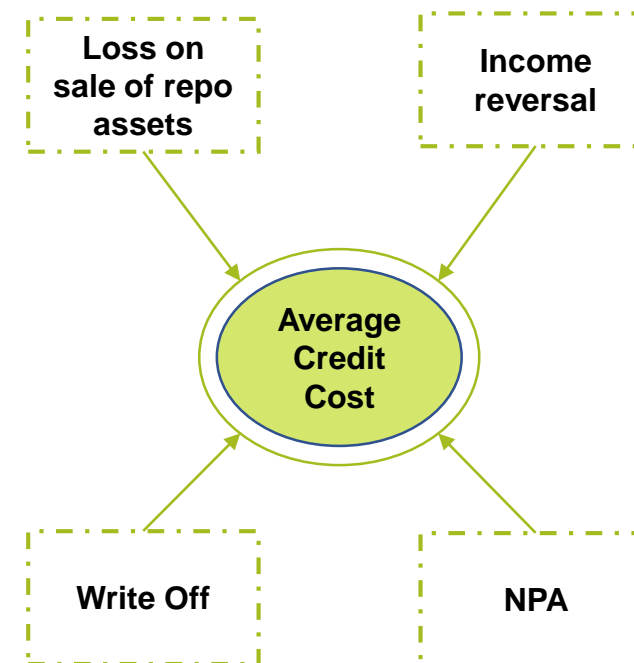 Loss on
sale of repo
assets
Income
reversal
Average
Credit
Cost
Write Off
NPA